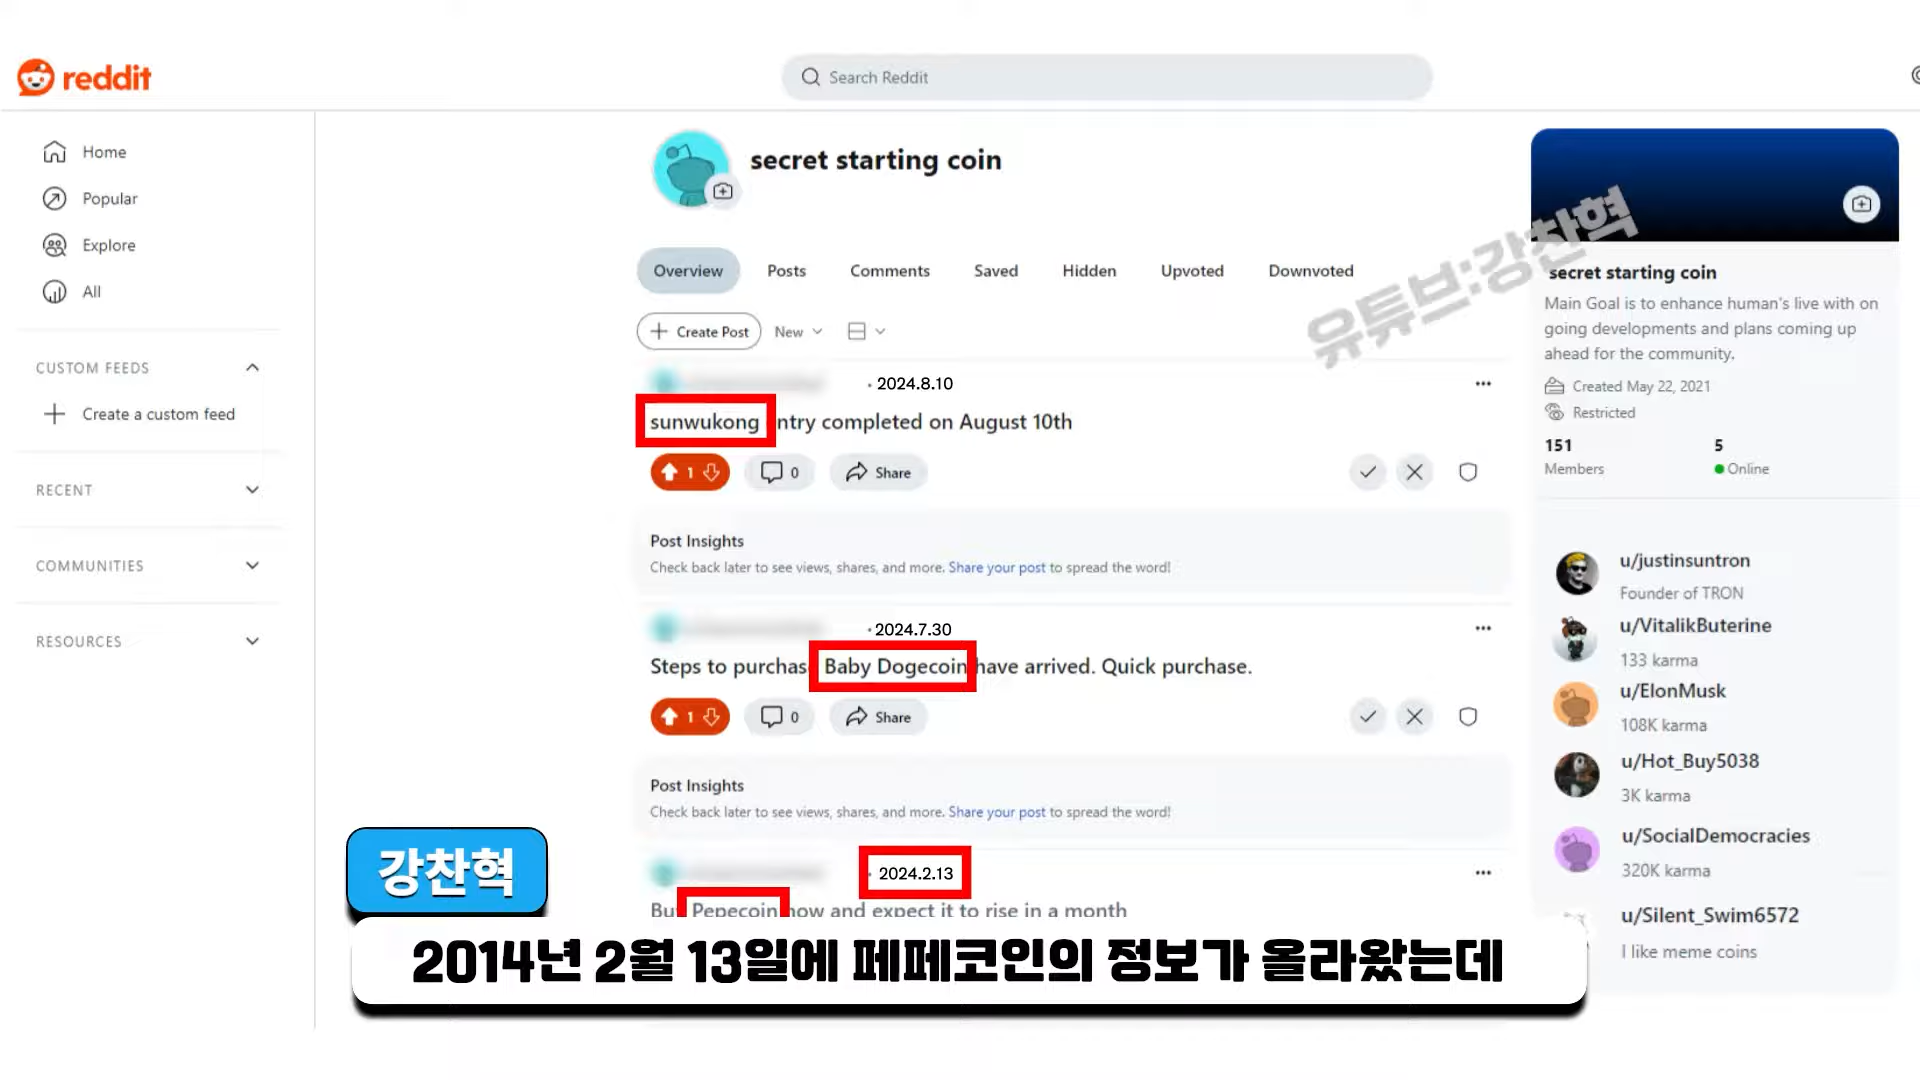 reddit
Search Reddit
Home
Popular
Explore
All
CUSTOM FEEDS
Create a custom feed
RECENT
COMMUNITIES
RESOURCES
secret starting coin
Overview
Posts
Comments
Saved
Hidden
Upvoted
Downvoted
Create Post
New
• 2024.8.10
sunwukong ntry completed on August 10th
1
0
Share
Post Insights
Check back later to see views, shares, and more. Share your post to spread the word!
• 2024.7.30
Steps to purchas Baby Dogecoin have arrived. Quick purchase.
1
0
Share
Post Insights
Check back later to see views, shares, and more. Share your post to spread the word!
2024.2.13
Bu Pepecoin now and expect it to rise in a month
유튜브:강찬혁
secret starting coin
Main Goal is to enhance human's live with on
going developments and plans coming up
ahead for the community.
Created May 22, 2021
Restricted
151
Members
5
Online
u/justinsuntron
Founder of TRON
u/VitalikButerine
133 karma
u/ElonMusk
108K karma
u/Hot_Buy5038
3K karma
u/SocialDemocracies
320K karma
u/Silent_Swim6572
I like meme coins
강찬혁
2014년 2월 13일에 페페코인의 정보가 올라왔는데